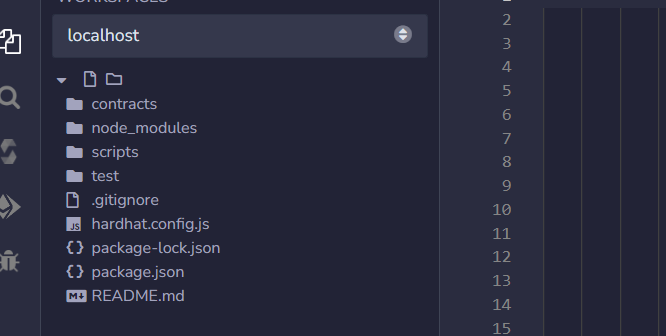 WORKSPACES
localhost
contracts
node_modules
scripts
test
.gitignore
hardhat.config.js
package-lock.json
package.json
README.md
2
3
4
5
6
7
8
9
10
11
12
13
14
15